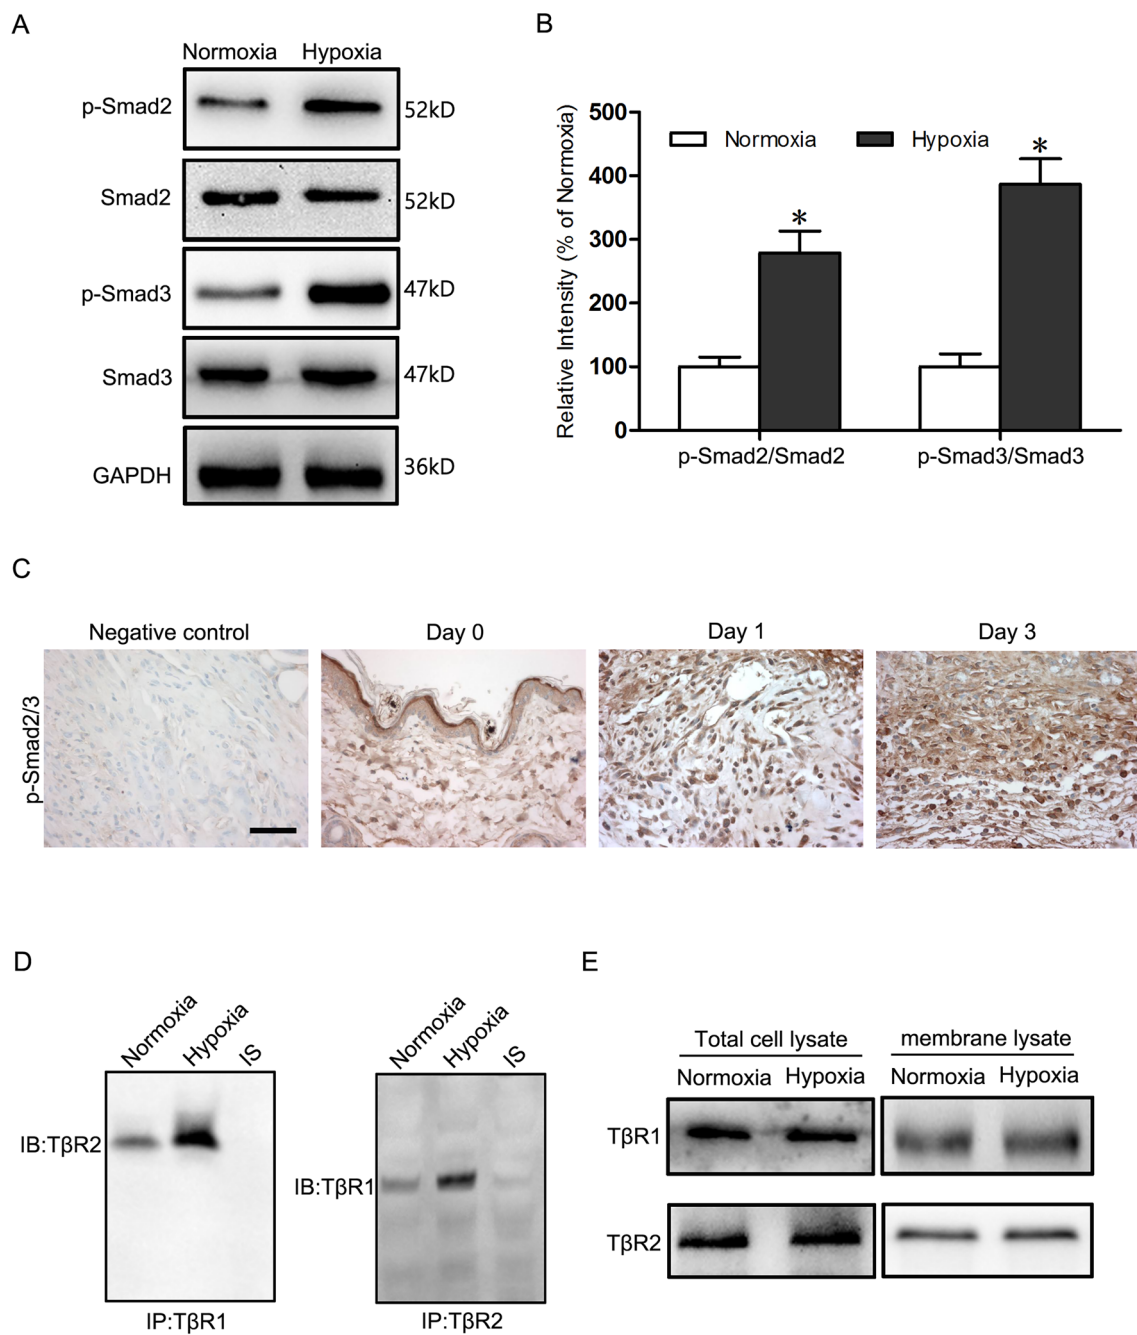 A
Normoxia Hypoxia
p-Smad2 52kD
Smad2 52kD
p-Smad3 47kD
Smad3 47kD
GAPDH 36kD
B
Relative Intensity (% of Normoxia)
500
400
300
200
100
0
Normoxia Hypoxia
*
*
p-Smad2/Smad2 p-Smad3/Smad3
C
Negative control Day 0 Day 1 Day 3
p-Smad2/3
D
Normoxia Hypoxia IS
IB:TβR2
IP:TβR1
Normoxia Hypoxia IS
IB:TβR1
IP:TβR2
E
Total cell lysate membrane lysate
Normoxia Hypoxia Normoxia Hypoxia
TβR1
TβR2